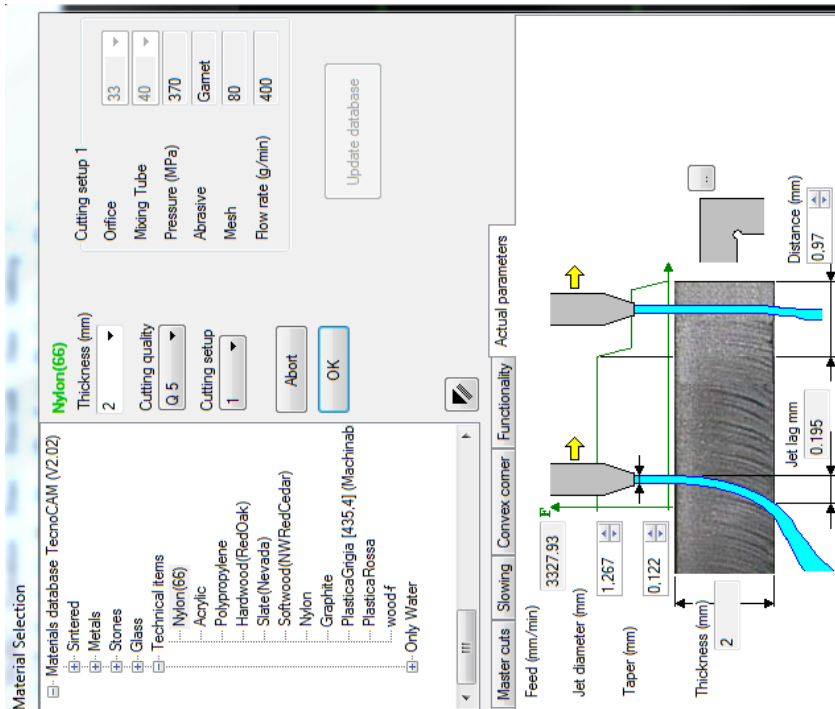 Material Selection
Materials database TecnoCAM (V2.02)
Sintered
Metals
Stones
Glass
Technical items
Nylon(66)
Acrylic
Polypropylene
Hardwood(RedOak)
Slate(Nevada)
Softwood(NWRedCedar)
Nylon
Graphite
PlasticaGrigia [435,4] (Machinab
PlasticaRossa
wood-f
Only Water
Nylon(66)
Thickness (mm)
2
Cutting quality
Q 5
Cutting setup
1
Abort
OK
Cutting setup 1
Orifice 33
Mixing Tube 40
Pressure (MPa) 370
Abrasive Garnet
Mesh 80
Flow rate (g/min) 400
Update database
Master cuts Slowing Convex corner Functionality Actual parameters
Feed (mm/min) 3327.93
F
Jet diameter (mm) 1,267
Taper (mm) 0,122
Thickness (mm)
2
Jet lag mm
0.195
..
Distance (mm)
0,97